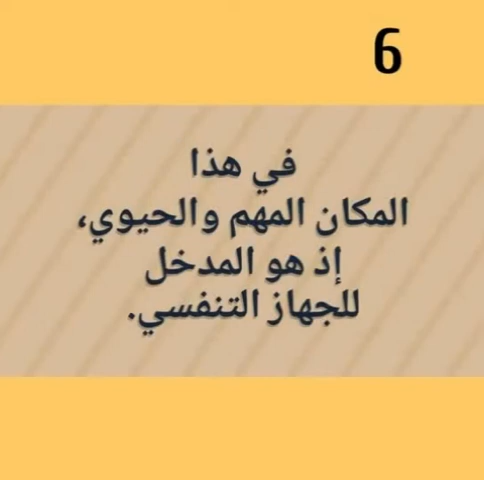 6
في هذا
المكان المهم والحيوي،
إذ هو المدخل
للجهاز التنفسي.